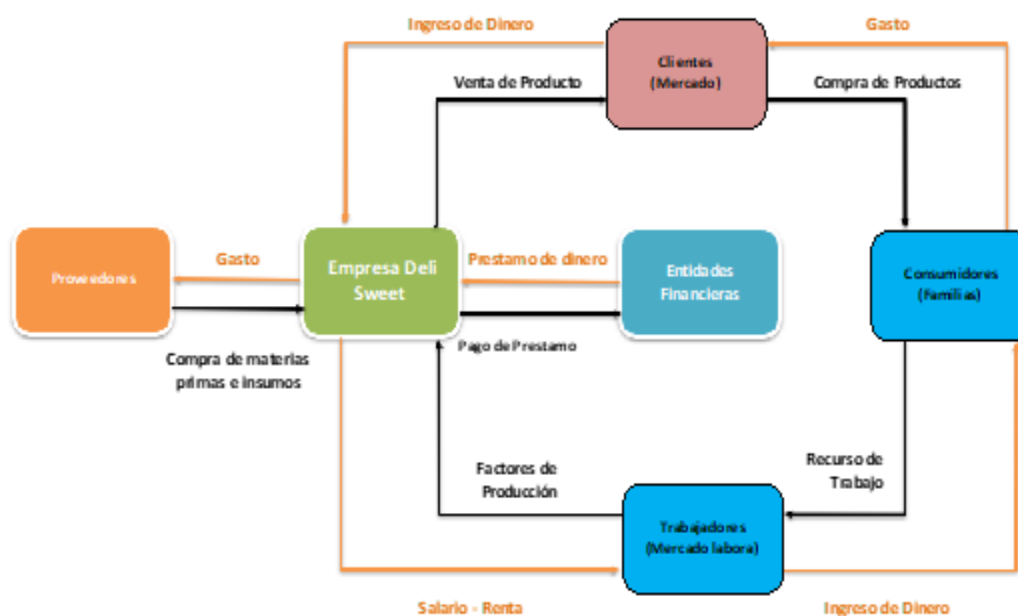 Ingreso de Dinero
Gasto
Clientes
(Mercado)
Venta de Producto
Compra de Productos
Proveedores
Gasto
Empresa Deli
Sweet
Prestamo de dinero
Entidades
Financieras
Consumidores
(Familias)
Pago de Prestamo
Compra de materias
primas e insumos
Factores de
Producción
Recurso de
Trabajo
Trabajadores
(Mercado labora)
Salario - Renta
Ingreso de Dinero